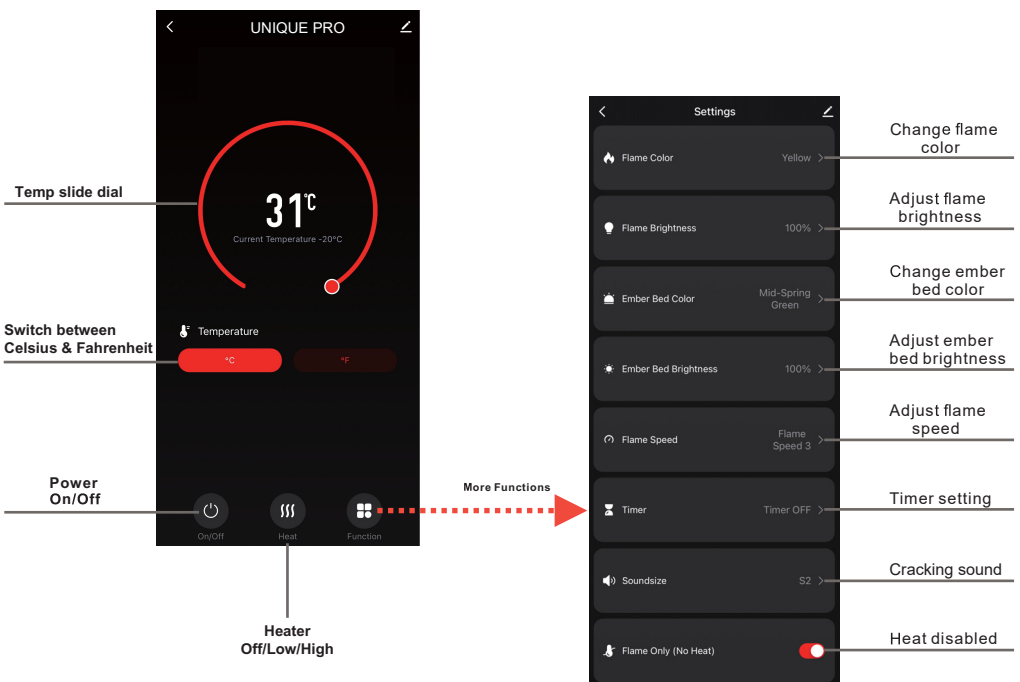 UNIQUE PRO
Temp slide dial
31°C
Current Temperature -20°C
Switch between
Celsius & Fahrenheit
Temperature
°C
°F
Power
On/Off
On/Off
Heat
Function
Heater
Off/Low/High
More Functions
Settings
Flame Color
Yellow
Change flame
color
Flame Brightness
100%
Adjust flame
brightness
Ember Bed Color
Mid-Spring
Green
Change ember
bed color
Ember Bed Brightness
100%
Adjust ember
bed brightness
Flame Speed
Flame
Speed 3
Adjust flame
speed
Timer
Timer OFF
Timer setting
Soundsize
S2
Cracking sound
Flame Only (No Heat)
Heat disabled